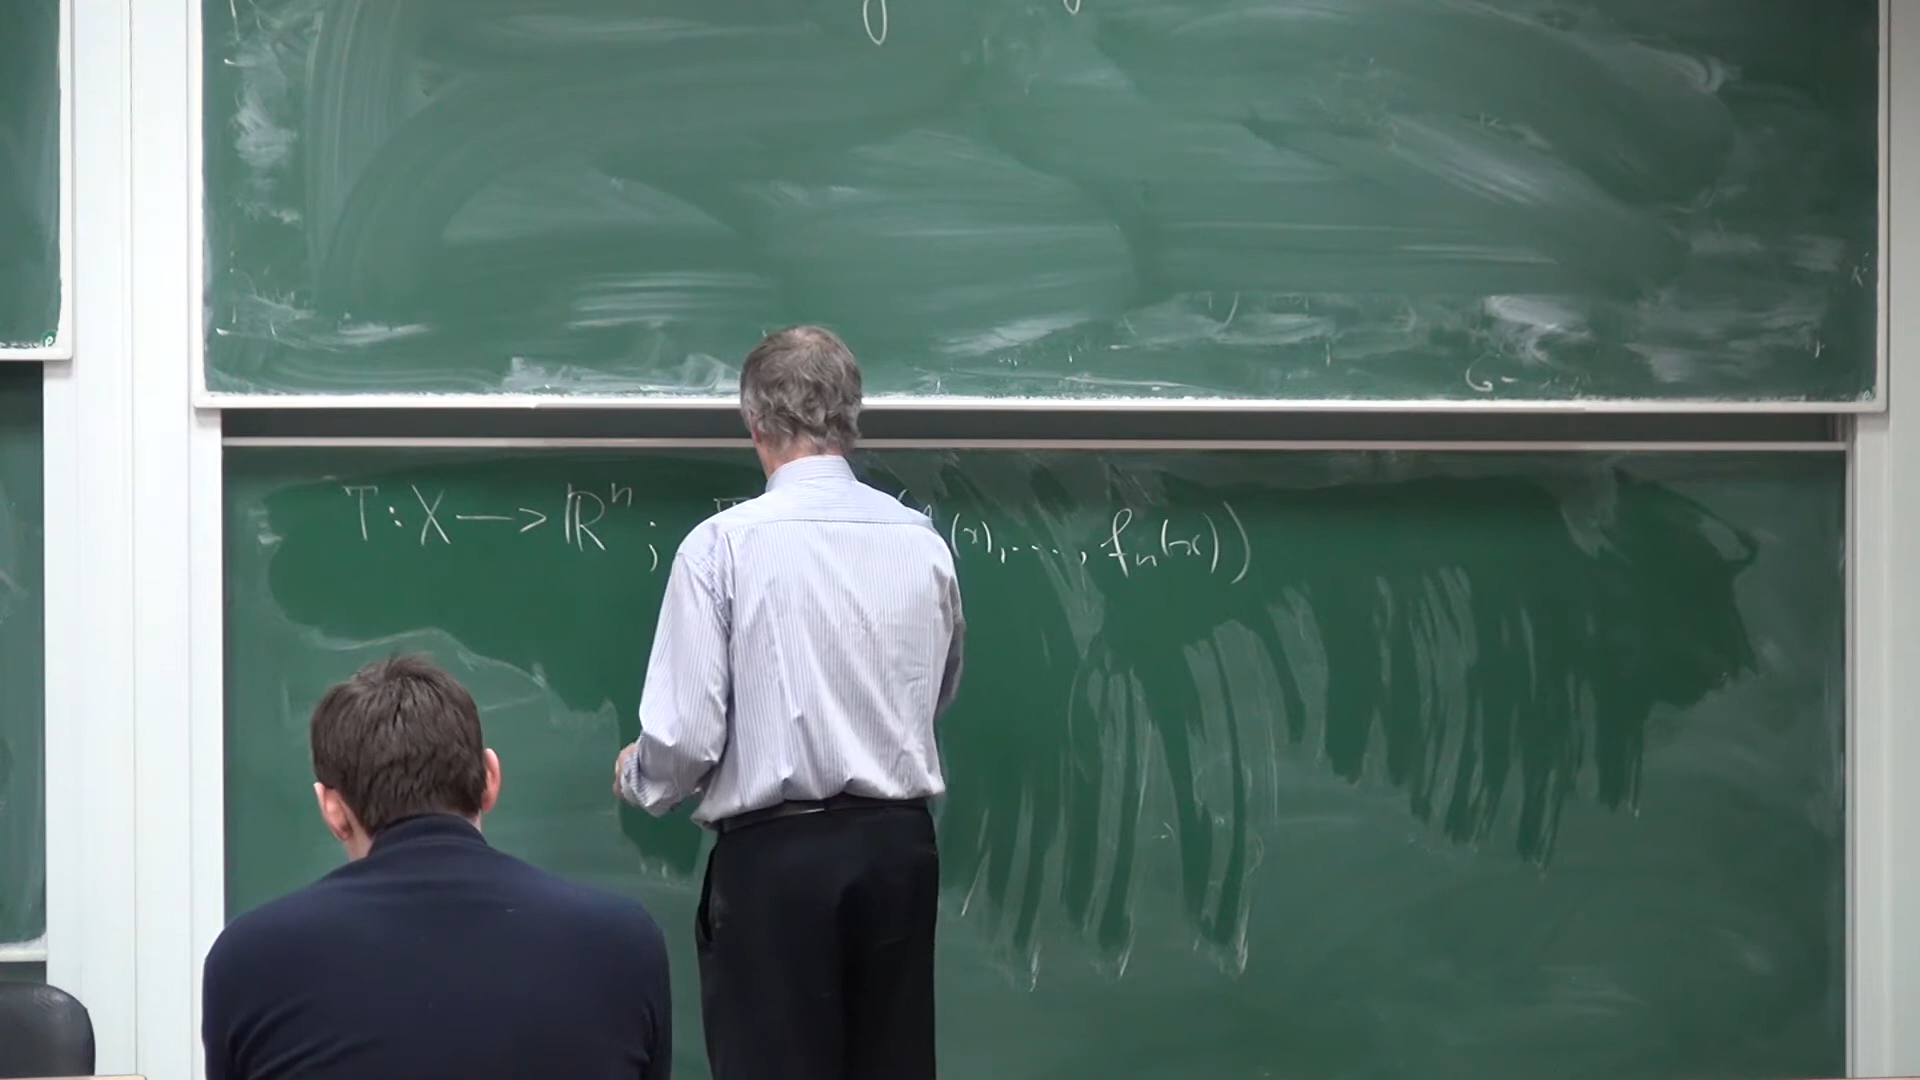 T: X → ℝⁿ; (x), ..., fₙ(x))